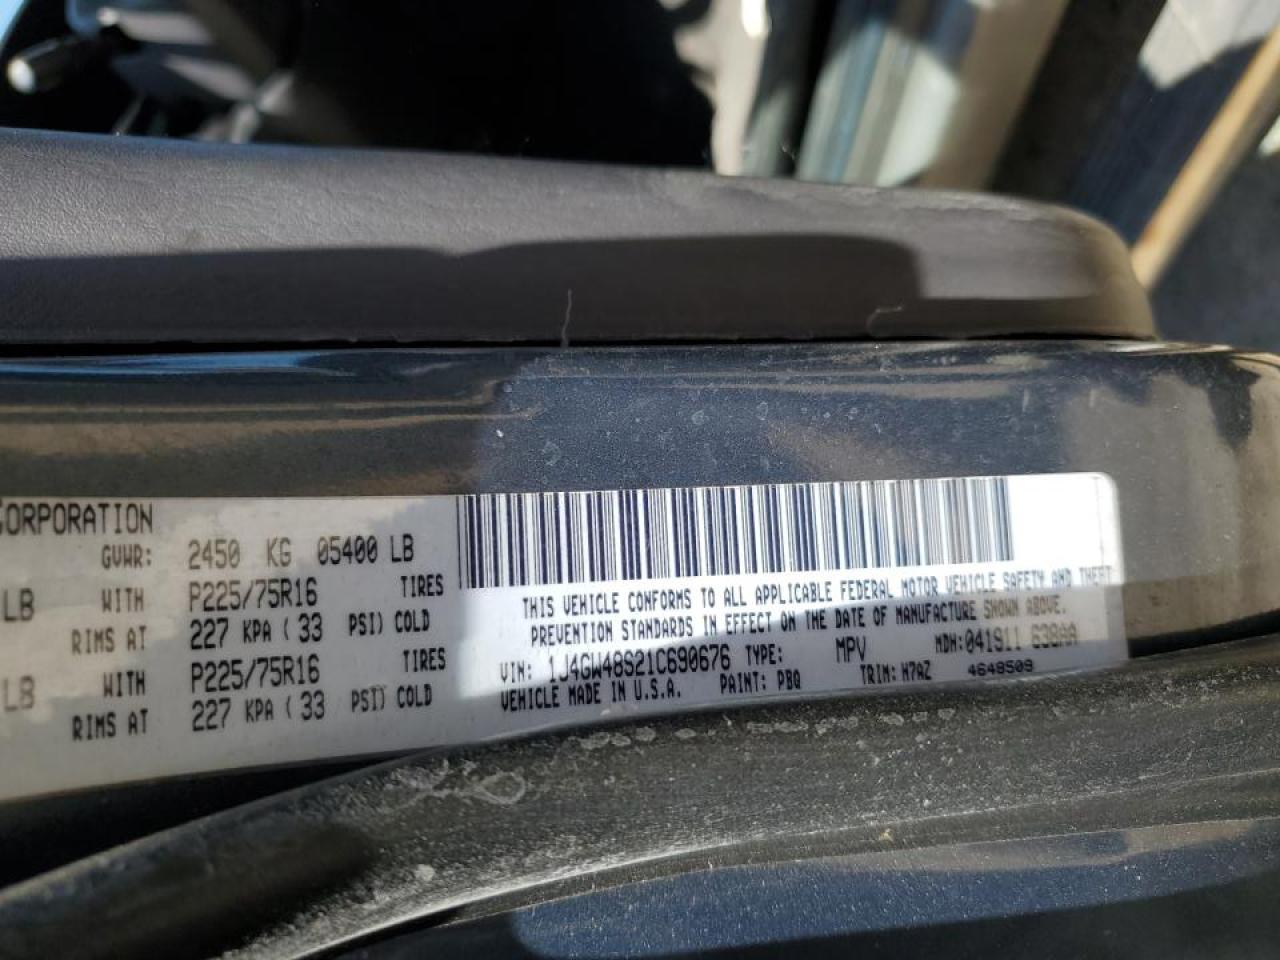 CORPORATION
GVWR: 2450 KG 05400 LB
LB WITH P225/75R16 TIRES
RIMS AT 227 KPA ( 33 PSI) COLD
LB WITH P225/75R16 TIRES
RIMS AT 227 KPA ( 33 PSI) COLD
THIS VEHICLE CONFORMS TO ALL APPLICABLE FEDERAL MOTOR VEHICLE SAFETY AND THEFT
PREVENTION STANDARDS IN EFFECT ON THE DATE OF MANUFACTURE SHOWN ABOVE.
VIN: 1J4GW48S21C690676 TYPE: MPV MDH: 041911 638AA
VEHICLE MADE IN U.S.A. PAINT: PBQ TRIM: H7AZ 4648509